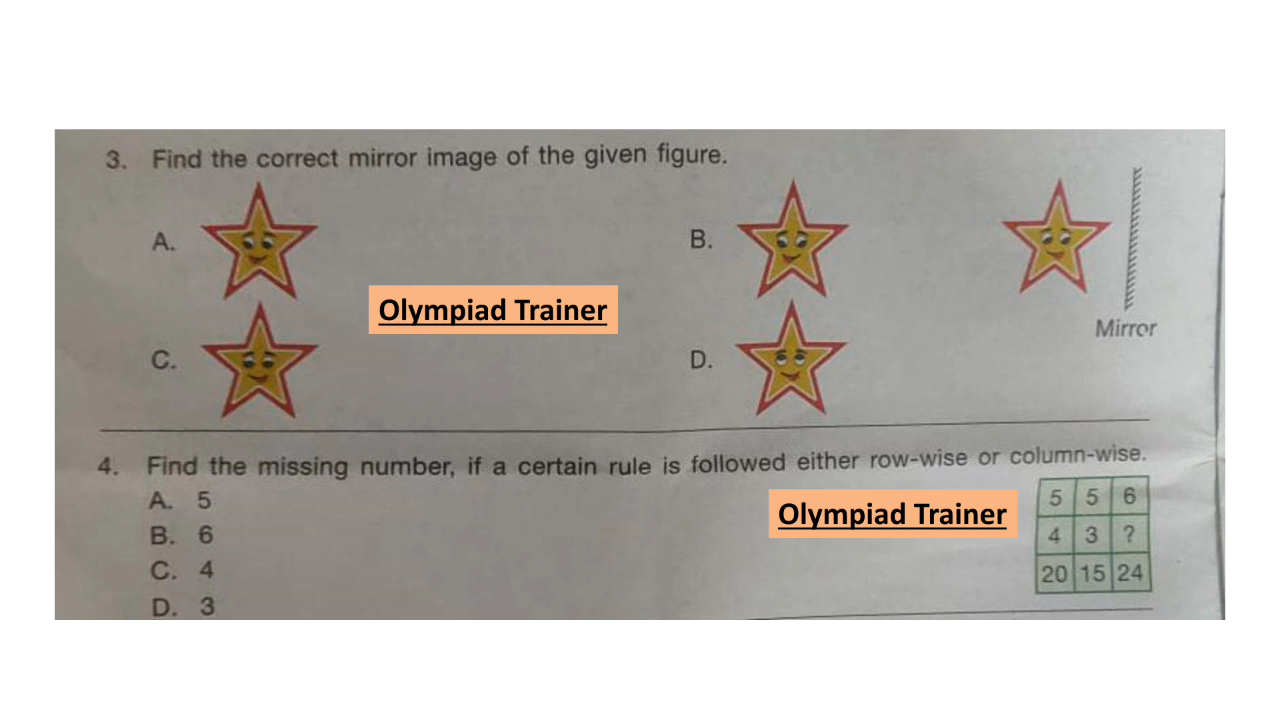 3. Find the correct mirror image of the given figure.
A.
B.
Olympiad Trainer
Mirror
C.
D.
4. Find the missing number, if a certain rule is followed either row-wise or column-wise.
A. 5
B. 6
C. 4
D. 3
Olympiad Trainer
5 5 6
4 3 ?
20 15 24